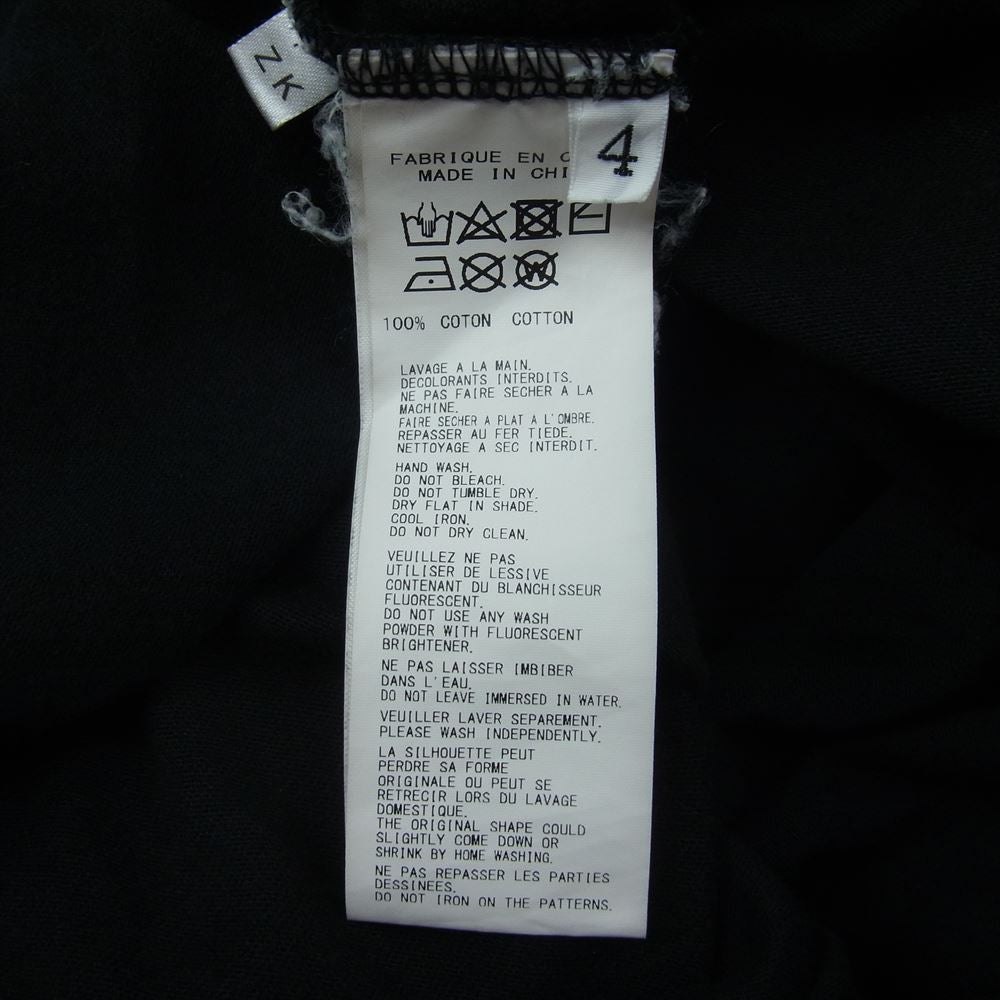 ZK
4
FABRIQUE EN
MADE IN
100% COTON COTTON
LAVAGE A LA MAIN.
DECOLORANTS INTERDITS.
NE PAS FAIRE SECHER A LA
MACHINE.
FAIRE SECHER A PLAT A L'OMBRE.
REPASSER AU FER TIEDE.
NETTOYAGE A SEC INTERDIT.
HAND WASH.
DO NOT BLEACH.
DO NOT TUMBLE DRY.
DRY FLAT IN SHADE.
COOL IRON.
DO NOT DRY CLEAN.
VEUILLEZ NE PAS
UTILISER DE LESSIVE
CONTENANT DU BLANCHISSEUR
FLUORESCENT.
DO NOT USE ANY WASH
POWDER WITH FLUORESCENT
BRIGHTENER.
NE PAS LAISSER IMBIBER
DANS L'EAU.
DO NOT LEAVE IMMERSED IN WATER.
VEUILLER LAVER SEPAREMENT.
PLEASE WASH INDEPENDENTLY.
LA SILHOUETTE PEUT
PERDRE SA FORME
ORIGINALE OU PEUT SE
RETRECIR LORS DU LAVAGE
DOMESTIQUE.
THE ORIGINAL SHAPE COULD
SLIGHTLY COME DOWN OR
SHRINK BY HOME WASHING.
NE PAS REPASSER LES PARTIES
DESSINEES.
DO NOT IRON ON THE PATTERNS.